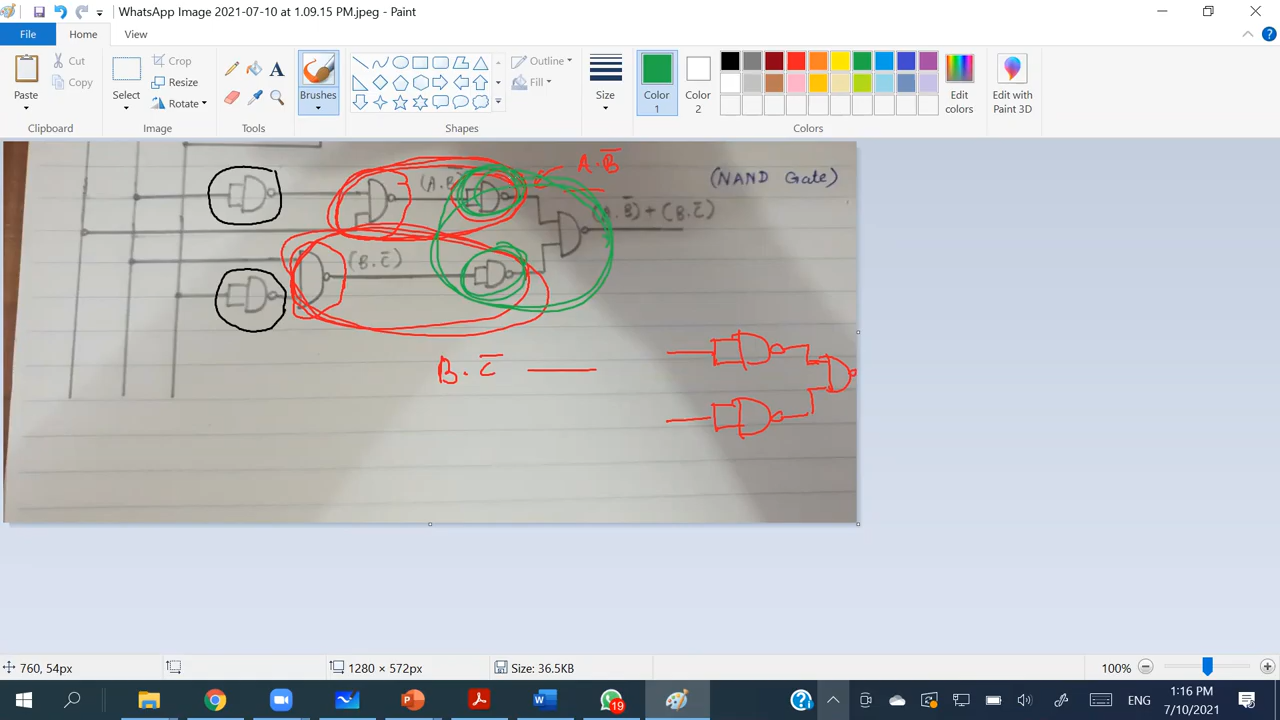 WhatsApp Image 2021-07-10 at 1.09.15 PM.jpeg - Paint
File Home View
Paste
Cut
Copy
Clipboard
Select
Crop
Resize
Rotate
Image
Tools
Brushes
Shapes
Outline
Fill
Size
Color 1
Color 2
Colors
Edit colors
Edit with Paint 3D
A.B̅
(NAND Gate)
(A.B̅) + (B.C̅)
(B.C̅)
B.C̅
760, 54px
1280 × 572px
Size: 36.5KB
100%
19
ENG
1:16 PM
7/10/2021